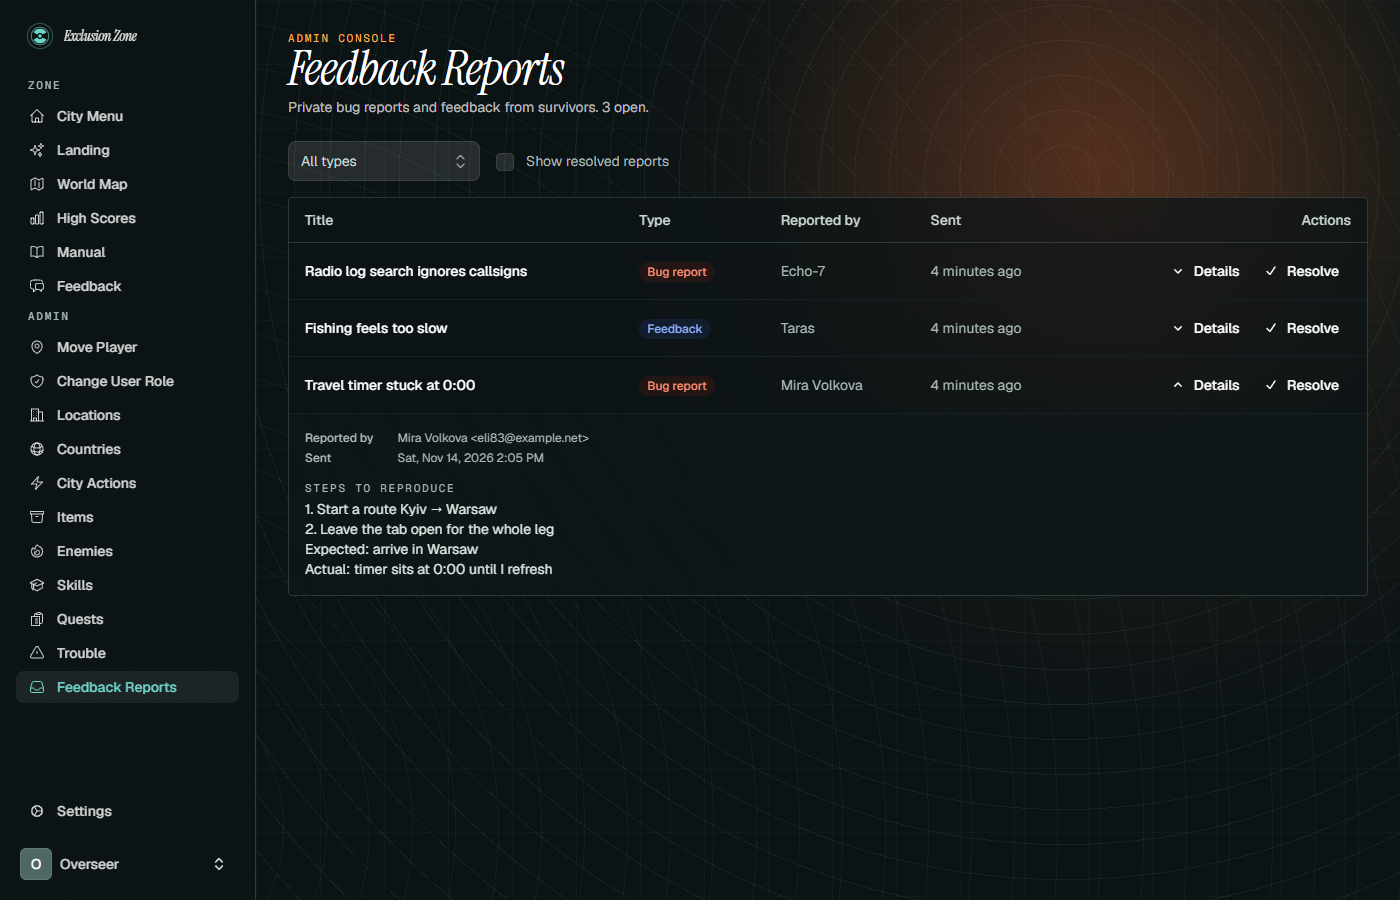 Exclusion Zone
ZONE
City Menu
Landing
World Map
High Scores
Manual
Feedback
ADMIN
Move Player
Change User Role
Locations
Countries
City Actions
Items
Enemies
Skills
Quests
Trouble
Feedback Reports
Settings
O Overseer
ADMIN CONSOLE
Feedback Reports
Private bug reports and feedback from survivors. 3 open.
All types Show resolved reports
Title Type Reported by Sent Actions
Radio log search ignores callsigns Bug report Echo-7 4 minutes ago Details Resolve
Fishing feels too slow Feedback Taras 4 minutes ago Details Resolve
Travel timer stuck at 0:00 Bug report Mira Volkova 4 minutes ago Details Resolve
Reported by Mira Volkova <eli83@example.net>
Sent Sat, Nov 14, 2026 2:05 PM
STEPS TO REPRODUCE
1. Start a route Kyiv → Warsaw
2. Leave the tab open for the whole leg
Expected: arrive in Warsaw
Actual: timer sits at 0:00 until I refresh